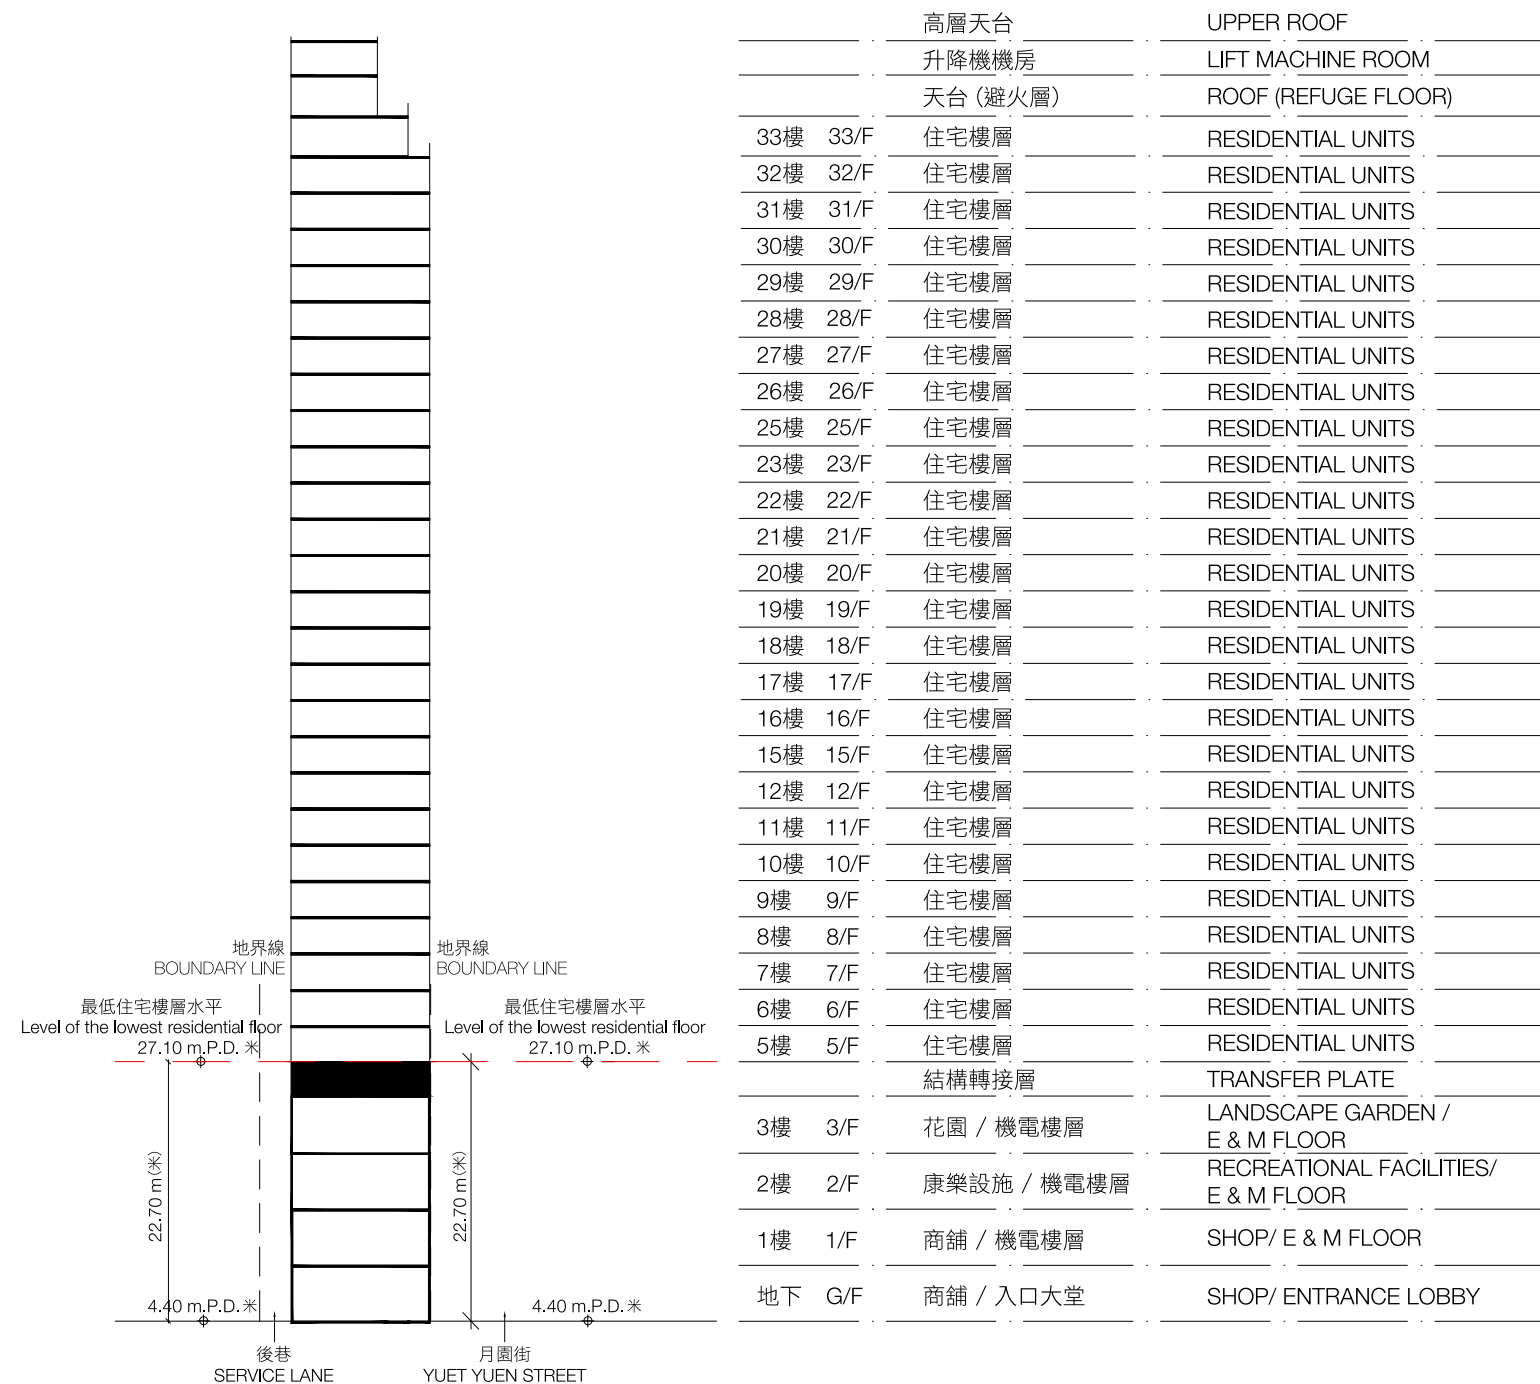 高層天台 UPPER ROOF
升降機機房 LIFT MACHINE ROOM
天台 (避火層) ROOF (REFUGE FLOOR)
33樓 33/F 住宅樓層 RESIDENTIAL UNITS
32樓 32/F 住宅樓層 RESIDENTIAL UNITS
31樓 31/F 住宅樓層 RESIDENTIAL UNITS
30樓 30/F 住宅樓層 RESIDENTIAL UNITS
29樓 29/F 住宅樓層 RESIDENTIAL UNITS
28樓 28/F 住宅樓層 RESIDENTIAL UNITS
27樓 27/F 住宅樓層 RESIDENTIAL UNITS
26樓 26/F 住宅樓層 RESIDENTIAL UNITS
25樓 25/F 住宅樓層 RESIDENTIAL UNITS
23樓 23/F 住宅樓層 RESIDENTIAL UNITS
22樓 22/F 住宅樓層 RESIDENTIAL UNITS
21樓 21/F 住宅樓層 RESIDENTIAL UNITS
20樓 20/F 住宅樓層 RESIDENTIAL UNITS
19樓 19/F 住宅樓層 RESIDENTIAL UNITS
18樓 18/F 住宅樓層 RESIDENTIAL UNITS
17樓 17/F 住宅樓層 RESIDENTIAL UNITS
16樓 16/F 住宅樓層 RESIDENTIAL UNITS
15樓 15/F 住宅樓層 RESIDENTIAL UNITS
12樓 12/F 住宅樓層 RESIDENTIAL UNITS
11樓 11/F 住宅樓層 RESIDENTIAL UNITS
10樓 10/F 住宅樓層 RESIDENTIAL UNITS
9樓 9/F 住宅樓層 RESIDENTIAL UNITS
8樓 8/F 住宅樓層 RESIDENTIAL UNITS
7樓 7/F 住宅樓層 RESIDENTIAL UNITS
6樓 6/F 住宅樓層 RESIDENTIAL UNITS
5樓 5/F 住宅樓層 RESIDENTIAL UNITS
結構轉接層 TRANSFER PLATE
3樓 3/F 花園 / 機電樓層 LANDSCAPE GARDEN /
E & M FLOOR
2樓 2/F 康樂設施 / 機電樓層 RECREATIONAL FACILITIES/
E & M FLOOR
1樓 1/F 商舖 / 機電樓層 SHOP/ E & M FLOOR
地下 G/F 商舖 / 入口大堂 SHOP/ ENTRANCE LOBBY
地界線
BOUNDARY LINE
地界線
BOUNDARY LINE
最低住宅樓層水平
Level of the lowest residential floor
27.10 m.P.D. 米
最低住宅樓層水平
Level of the lowest residential floor
27.10 m.P.D. 米
22.70 m(米)
22.70 m(米)
4.40 m.P.D. 米
4.40 m.P.D. 米
後巷
SERVICE LANE
月園街
YUET YUEN STREET